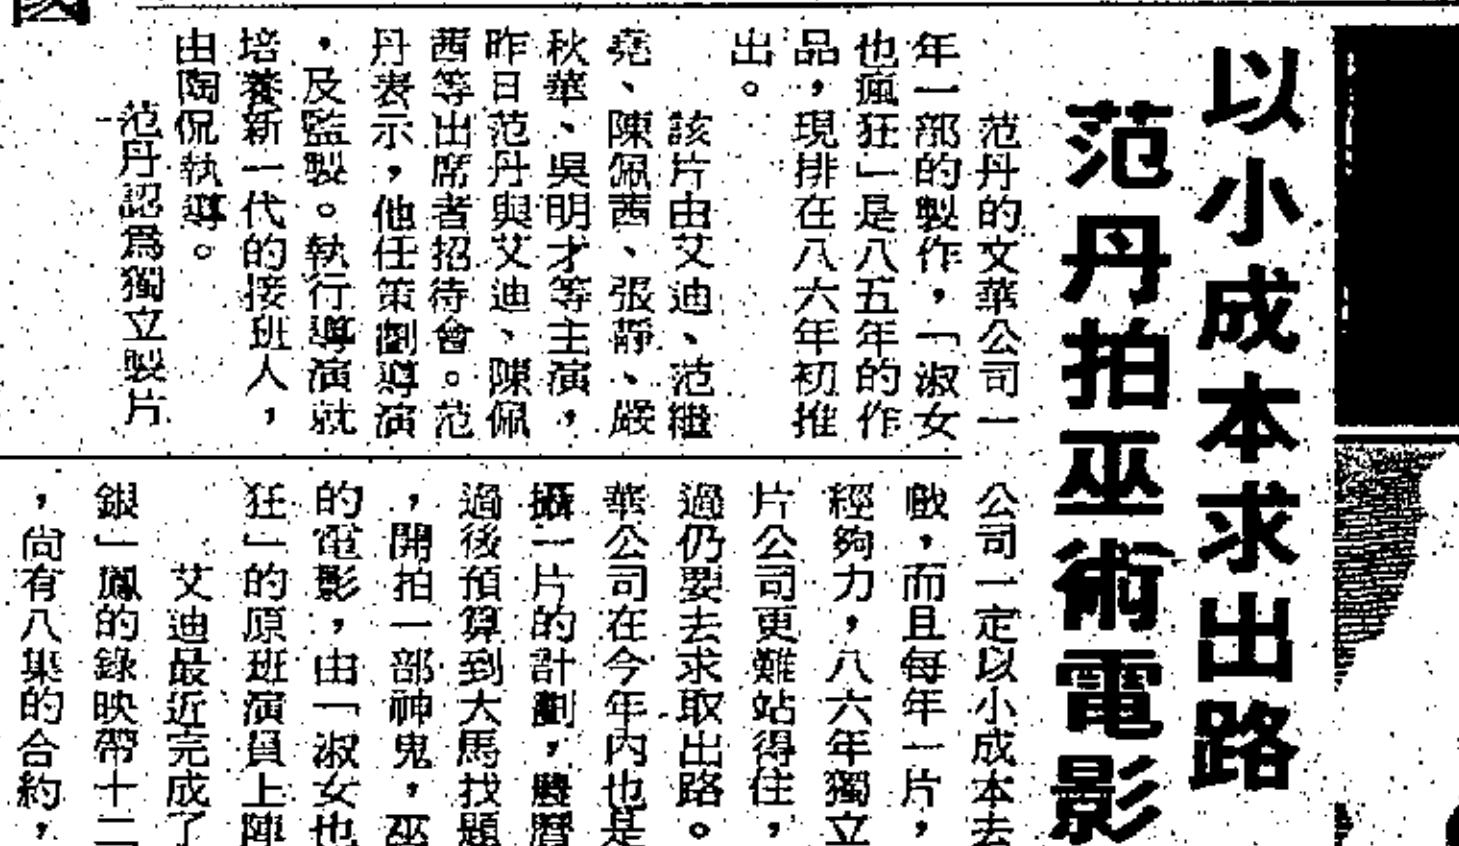 國
以小成本求出路
范丹拍巫術電影
范丹的文華公司一
年一部的製作，「淑女
也瘋狂」是八五年的作
品，現排在八六年初推
出。
該片由艾迪、范繼
堯、陳佩茜、張靜、嚴
秋華、吳明才等主演，
昨日范丹與艾迪、陳佩
茜等出席者招待會。范
丹表示，他任策劃導演
，及監製。執行導演就
培養新一代的接班人，
由陶侃執導。
范丹認爲獨立製片
公司一定以小成本去
戲，而且每年一片，
經夠力，八六年獨立
片公司更難站得住，
過仍要去求取出路。
華公司在今年內也是
攝一片的計劃，農曆
過後預算到大馬找題
，開拍一部神鬼，巫
的電影，由「淑女也
狂」的原班演員上陣
艾迪最近完成了
銀」鳳的錄映帶十二
，尚有八集的合約，